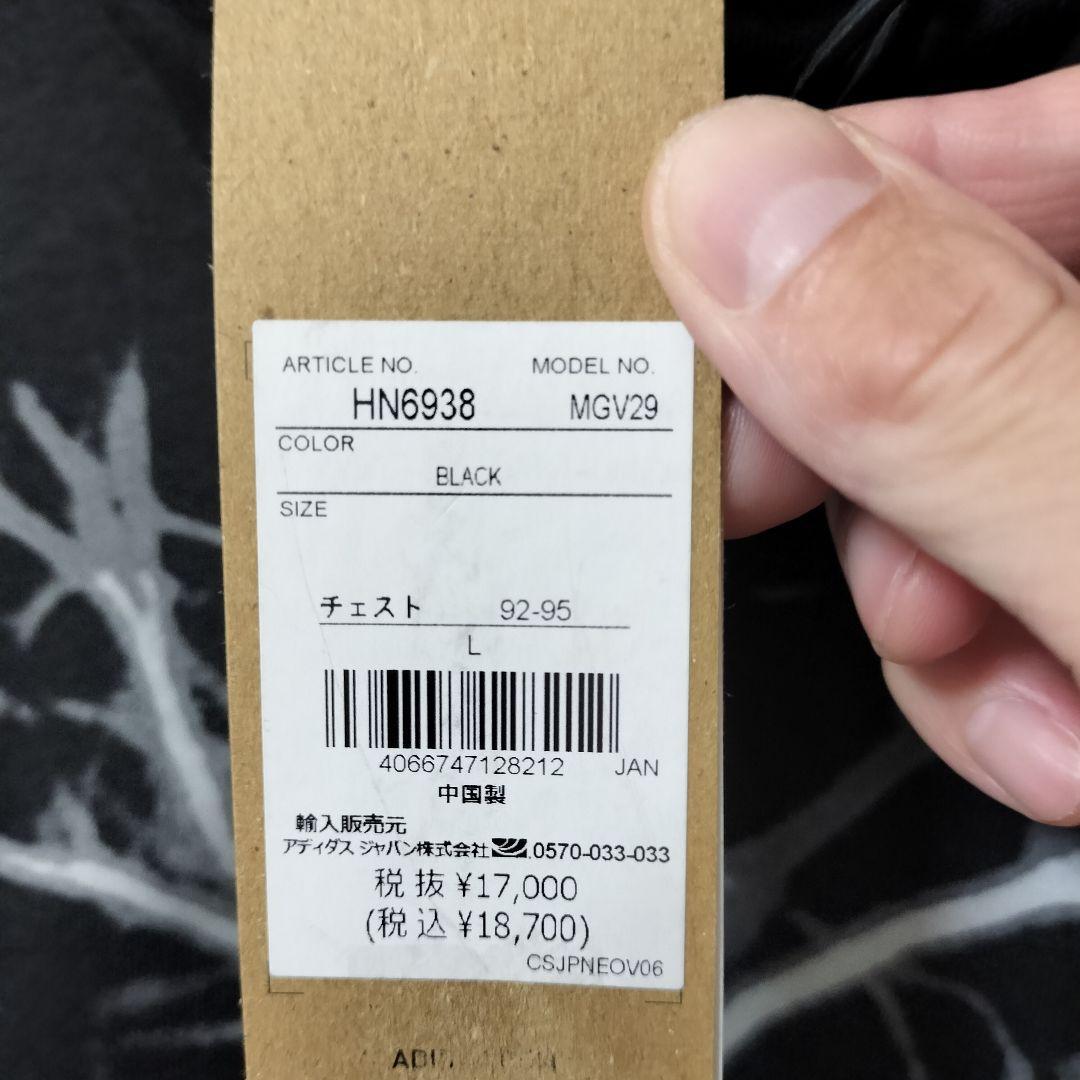 ARTICLE NO. MODEL NO.
HN6938 MGV29
COLOR
BLACK
SIZE
チェスト 92-95
L
4066747128212 JAN
中国製
輸入販売元
アディダス ジャパン株式会社 0570-033-033
税抜 ¥17,000
(税込 ¥18,700)
CSJPNEOV06